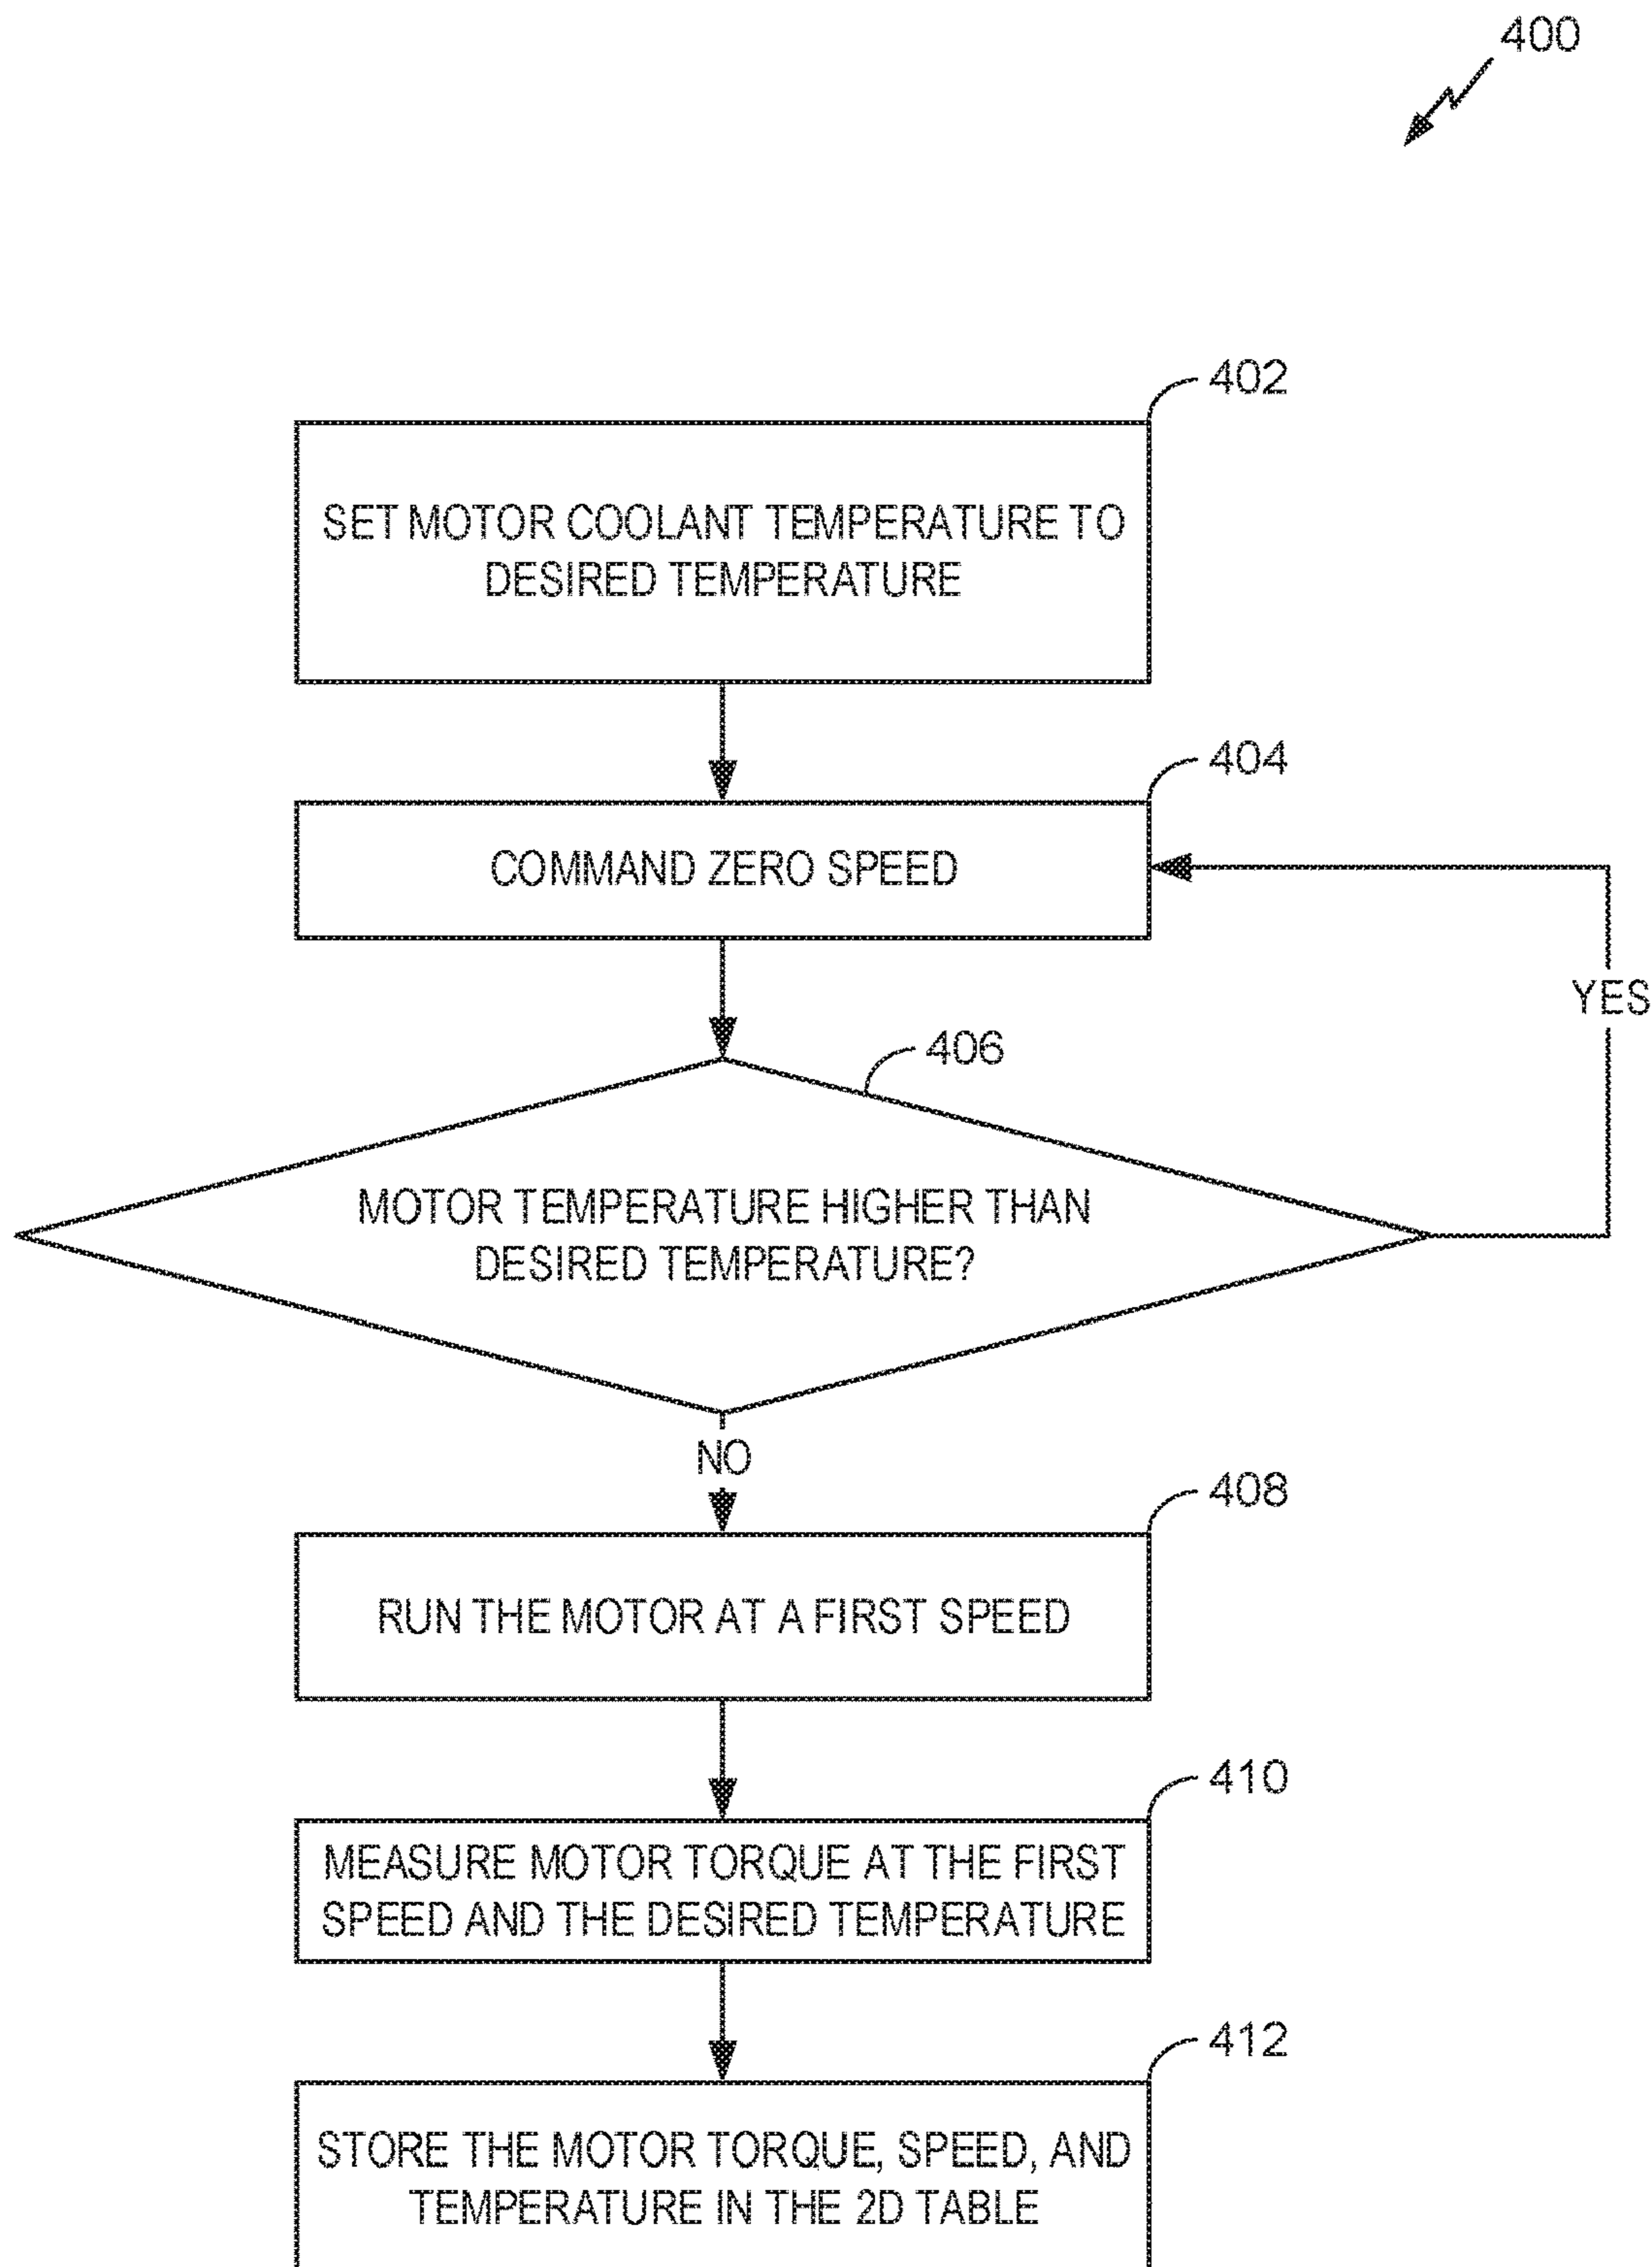 400
402
SET MOTOR COOLANT TEMPERATURE TO
DESIRED TEMPERATURE
404
COMMAND ZERO SPEED
YES
406
MOTOR TEMPERATURE HIGHER THAN
DESIRED TEMPERATURE?
NO
408
RUN THE MOTOR AT A FIRST SPEED
410
MEASURE MOTOR TORQUE AT THE FIRST
SPEED AND THE DESIRED TEMPERATURE
412
STORE THE MOTOR TORQUE, SPEED, AND
TEMPERATURE IN THE 2D TABLE